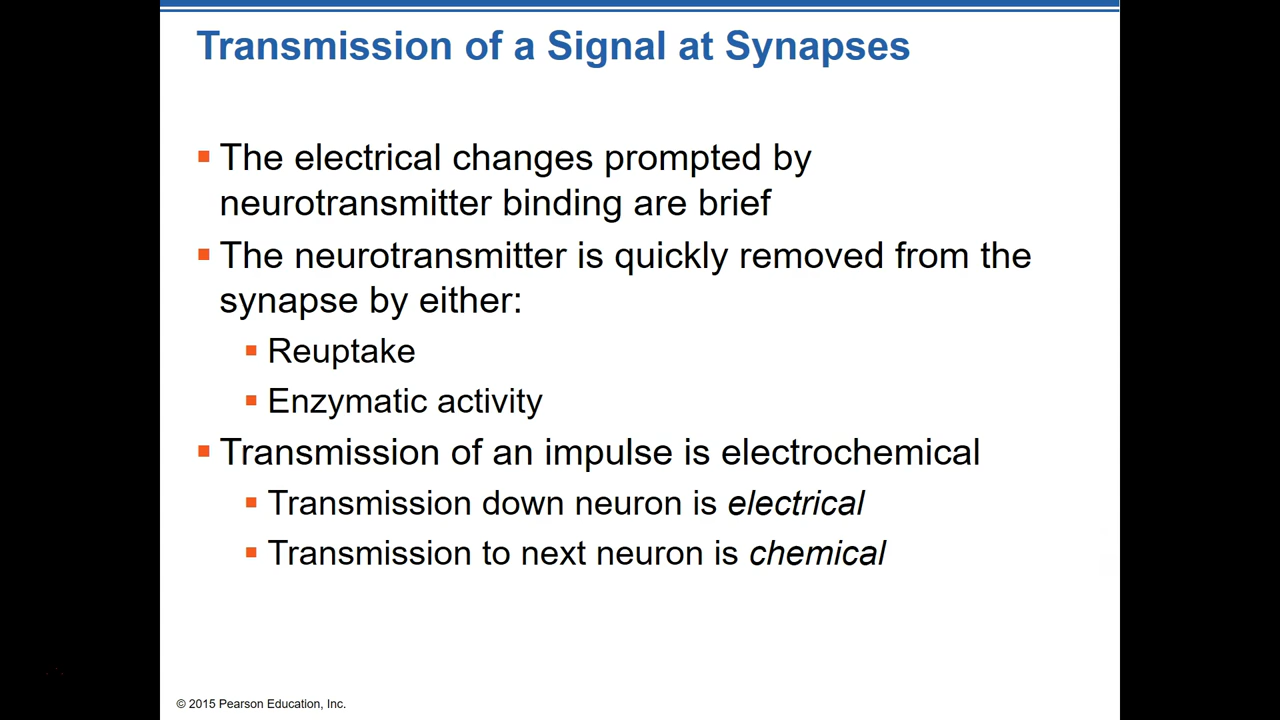 Transmission of a Signal at Synapses
The electrical changes prompted by
neurotransmitter binding are brief
The neurotransmitter is quickly removed from the
synapse by either:
Reuptake
Enzymatic activity
Transmission of an impulse is electrochemical
Transmission down neuron is electrical
Transmission to next neuron is chemical
© 2015 Pearson Education, Inc.